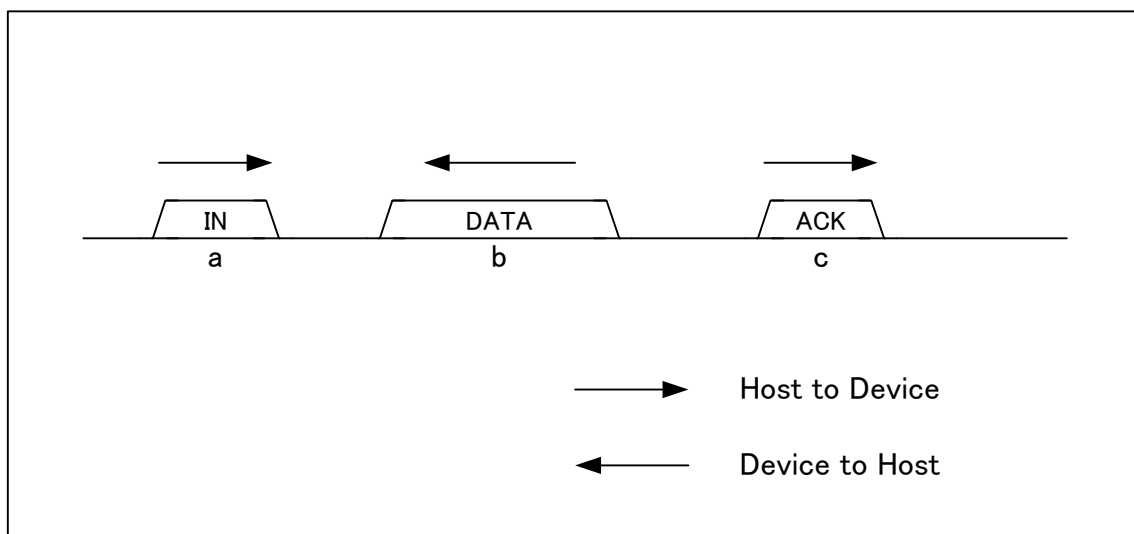 IN
DATA
ACK
a
b
c
Host to Device
Device to Host